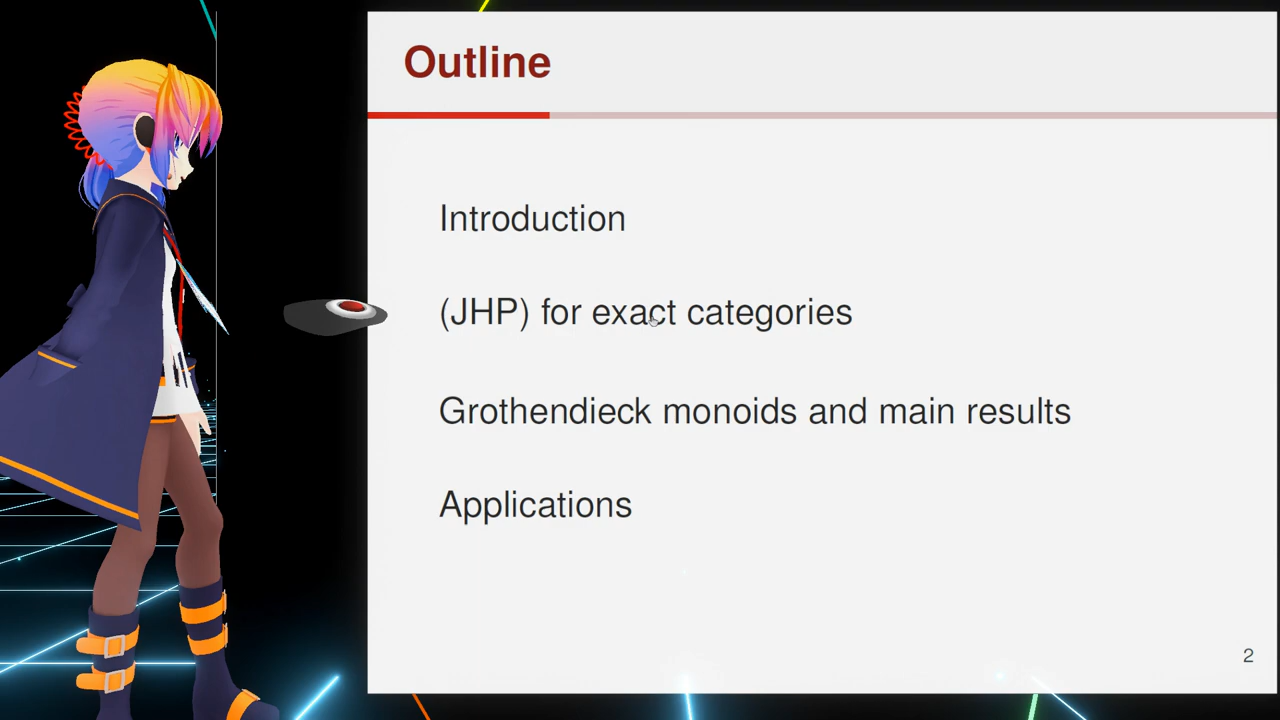 Outline
Introduction
(JHP) for exact categories
Grothendieck monoids and main results
Applications
2